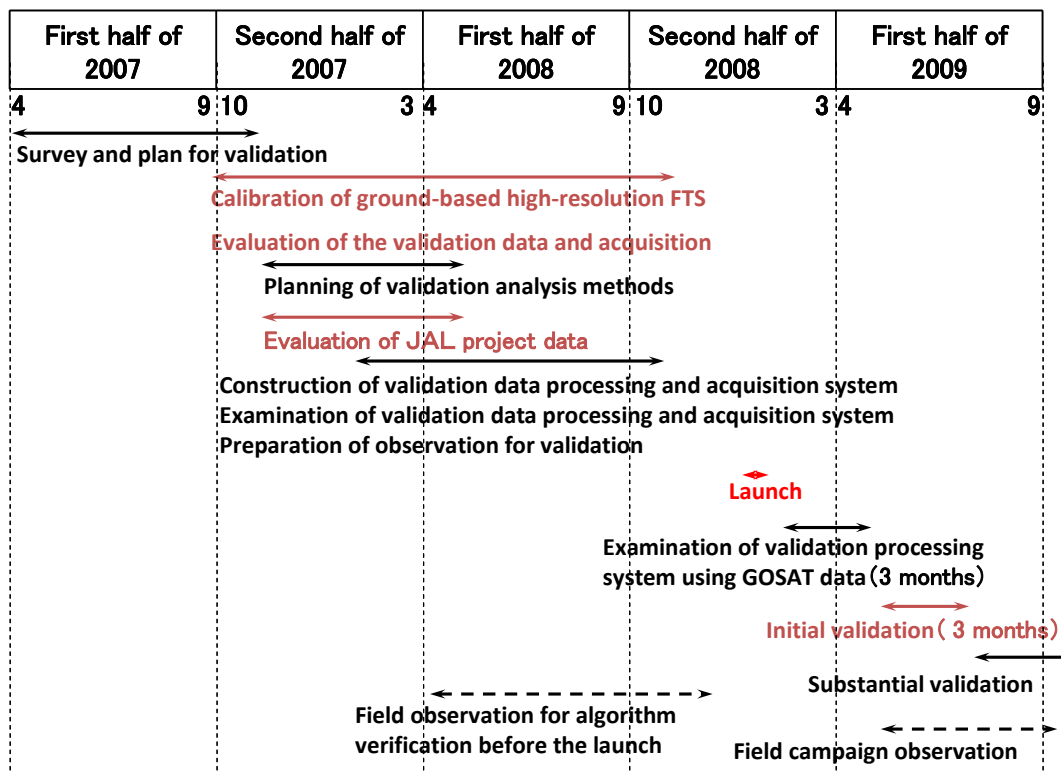 First half of
2007
Second half of
2007
First half of
2008
Second half of
2008
First half of
2009
4 9 10 3 4 9 10 3 4 9
Survey and plan for validation
Calibration of ground-based high-resolution FTS
Evaluation of the validation data and acquisition
Planning of validation analysis methods
Evaluation of JAL project data
Construction of validation data processing and acquisition system
Examination of validation data processing and acquisition system
Preparation of observation for validation
Launch
Examination of validation processing
system using GOSAT data(3 months)
Initial validation( 3 months)
Substantial validation
Field observation for algorithm
verification before the launch
Field campaign observation